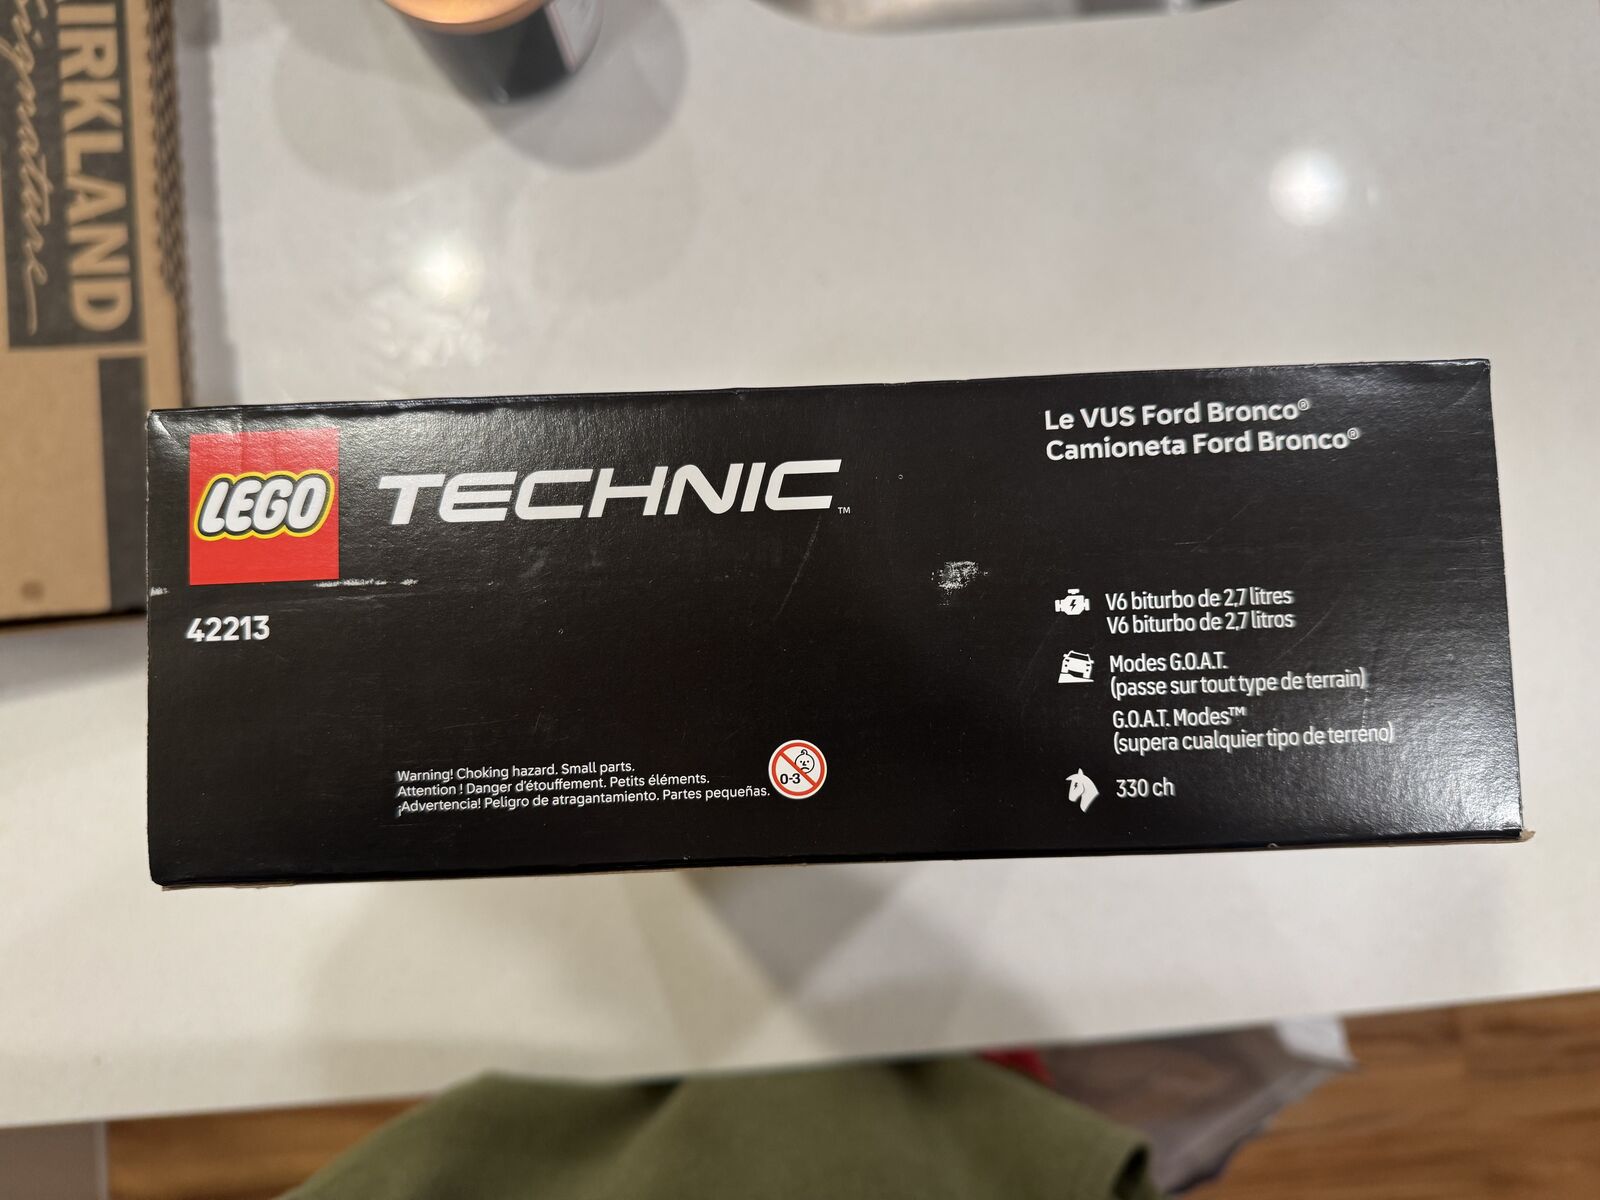 KIRKLAND
Signature
LEGO
TECHNIC™
42213
Le VUS Ford Bronco®
Camioneta Ford Bronco®
V6 biturbo de 2,7 litres
V6 biturbo de 2,7 litros
Modes G.O.A.T.
(passe sur tout type de terrain)
G.O.A.T. Modes™
(supera cualquier tipo de terreno)
330 ch
Warning! Choking hazard. Small parts.
Attention ! Danger d'étouffement. Petits éléments.
¡Advertencia! Peligro de atragantamiento. Partes pequeñas.
0-3